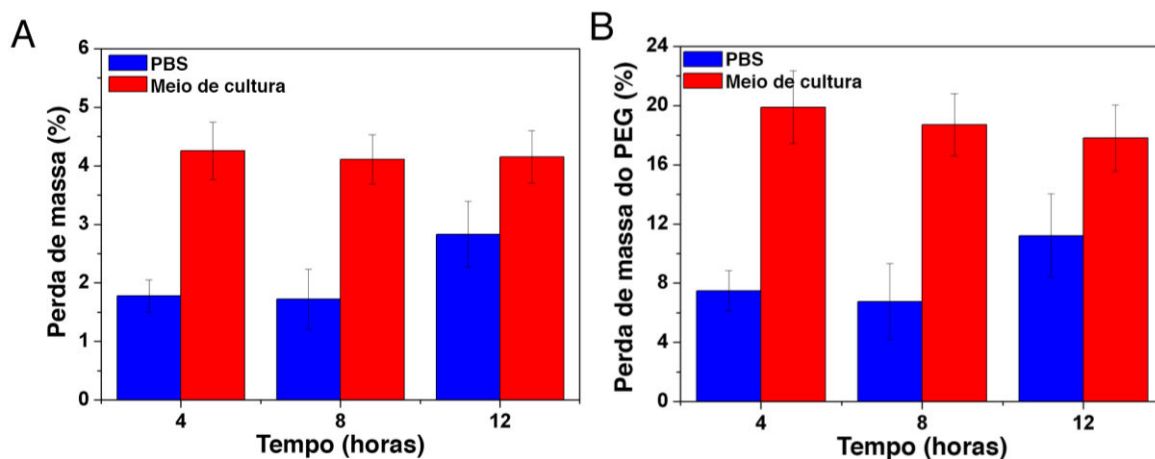 A
Perda de massa (%)
6
5
4
3
2
1
0
PBS
Meio de cultura
4
8
12
Tempo (horas)
B
Perda de massa do PEG (%)
24
20
16
12
8
4
0
PBS
Meio de cultura
4
8
12
Tempo (horas)